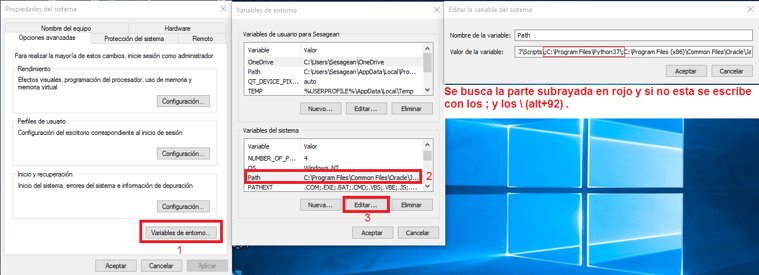 Propiedades del sistema
Nombre del equipo
Hardware
Opciones avanzadas
Protección del sistema
Remoto
Para realizar la mayoría de estos cambios, inicie sesión como administrador.
Rendimiento
Efectos visuales, programación del procesador, uso de memoria y
memoria virtual
Configuración...
Perfiles de usuario
Configuración del escritorio correspondiente al inicio de sesión
Configuración...
Inicio y recuperación
Inicio del sistema, errores del sistema e información de depuración
Configuración...
Variables de entorno...
1
Aceptar
Cancelar
Aplicar
Variables de entorno
Variables de usuario para Sesagean
Variable
Valor
OneDrive
C:\Users\Sesagean\OneDrive
Path
C:\Users\Sesagean\AppData\Local\Pro...
QT_DEVICE_PIX...
auto
TEMP
%USERPROFILE%\AppData\Local\Temp
Nueva...
Editar...
Eliminar
Variables del sistema
Variable
Valor
NUMBER_OF_P...
4
OS
Windows_NT
Path
C:\Program Files\Common Files\Oracle\J...
2
PATHEXT
.COM;.EXE;.BAT;.CMD;.VBS;.VBE;.JS;....
Nueva...
Editar...
Eliminar
3
Aceptar
Cancelar
Editar la variable del sistema
Nombre de la variable:
Path
Valor de la variable:
7\Scripts\;C:\Program Files\Python37\;C:\Program Files (x86)\Common Files\Oracle\Ja
Aceptar
Cancelar
Se busca la parte subrayada en rojo y si no esta se escribe
con los ; y los \ (alt+92) .